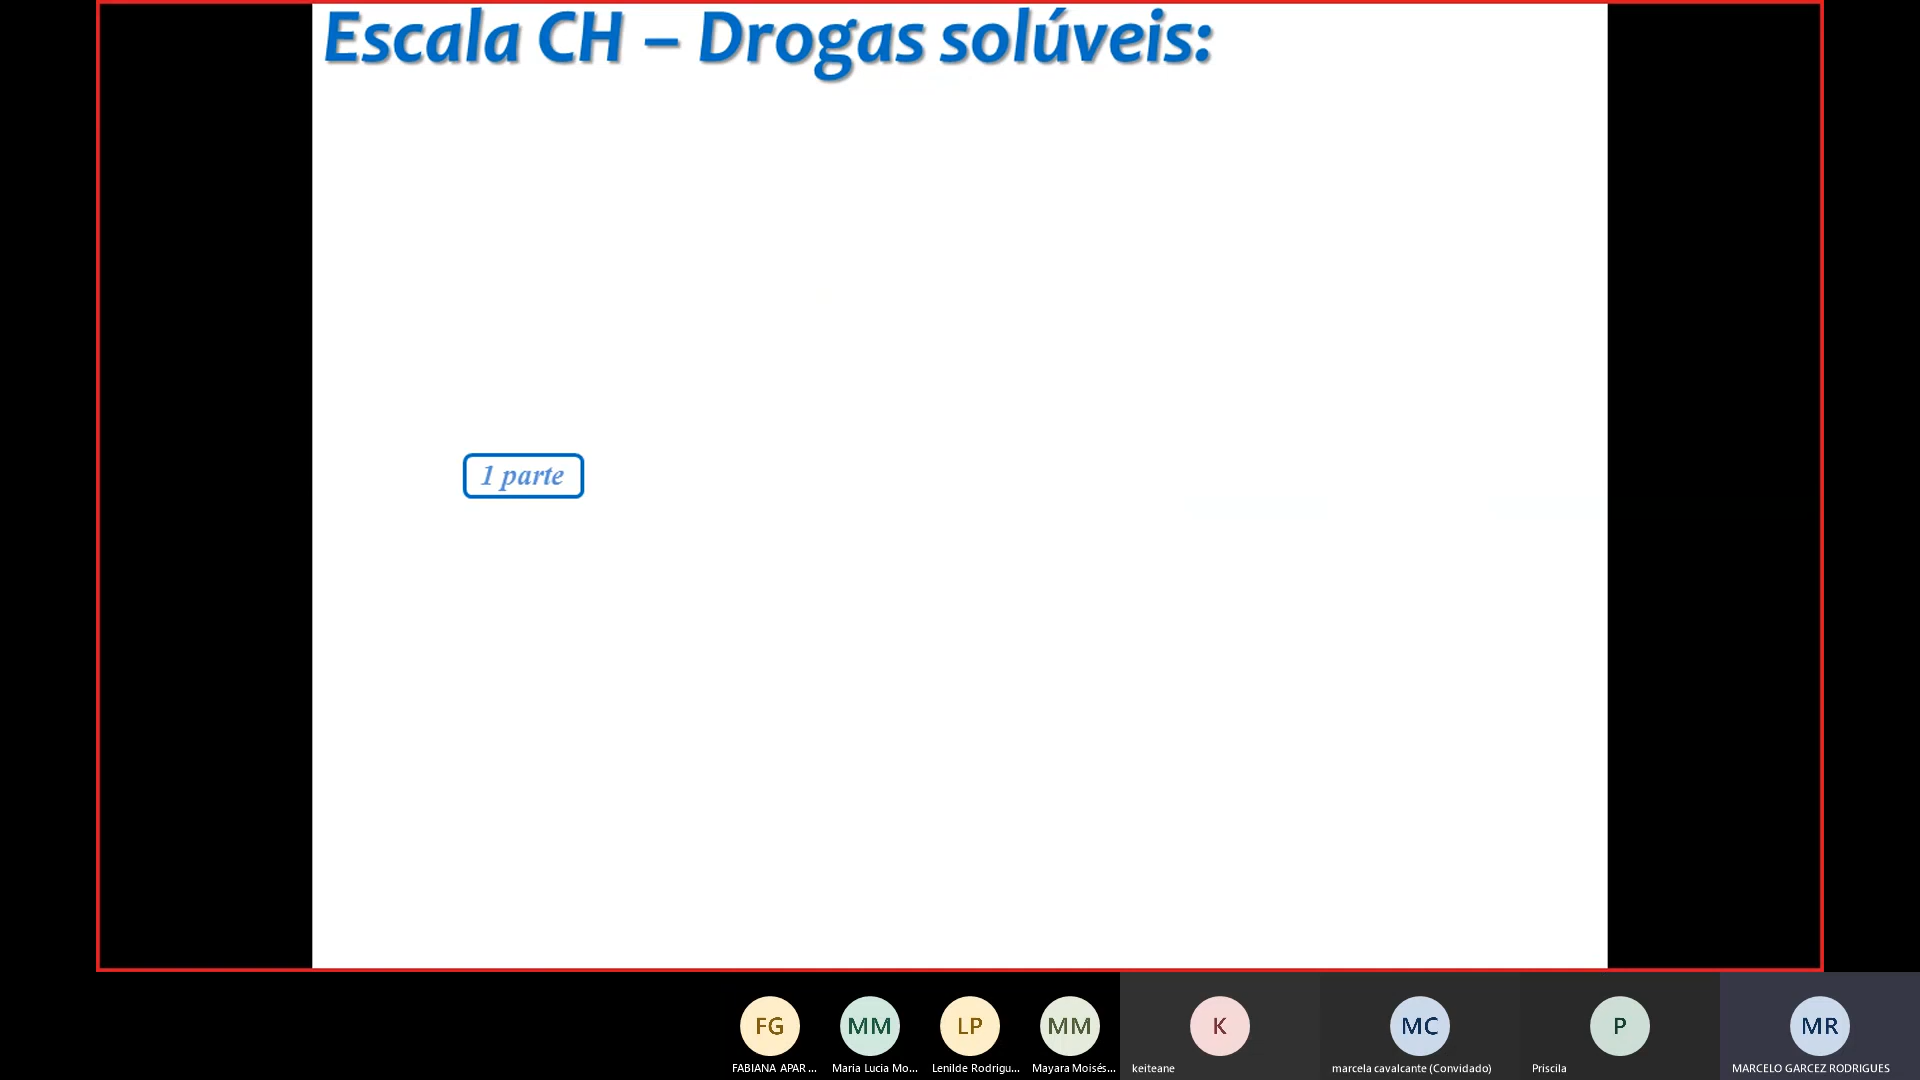 Escala CH – Drogas solúveis:
1 parte
FG
MM
LP
MM
K
MC
P
MR
FABIANA APAR...
Maria Lucia Mo...
Lenilde Rodrigu...
Mayara Moisés...
keiteane
marcela cavalcante (Convidado)
Priscila
MARCELO GARCEZ RODRIGUES